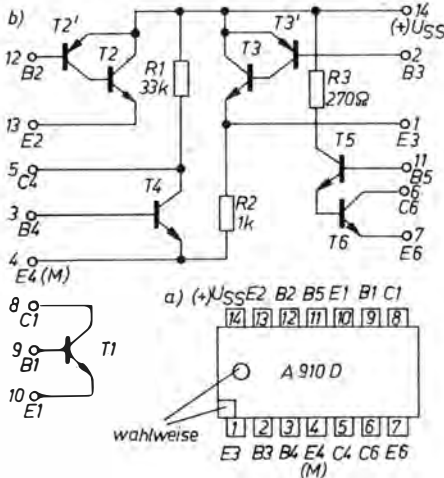 b)
T2' T2 R1 33k T3 T3' R3 270Ω
14 (+)USS
12 B2
2 B3
13 E2
1 E3
5 C4
T4 R2 1k T5 T6
11 B5
3 B4
6 C6
4 E4 (M)
7 E6
8 C1
9 B1 T1
10 E1
a) (+)USS E2 B2 B5 E1 B1 C1
14 13 12 11 10 9 8
A 910 D
wahlweise
1 2 3 4 5 6 7
E3 B3 B4 E4 C4 C6 E6
(M)